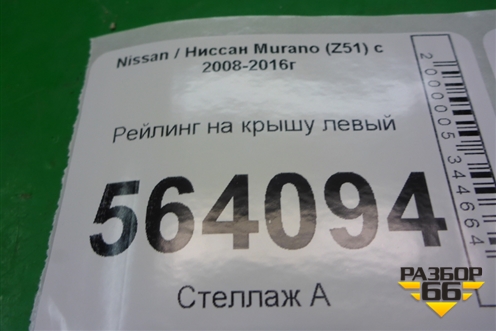 Nissan / Ниссан Murano (Z51) с
2008-2016г
Рейлинг на крышу левый
564094
Стеллаж А
2000005344664
РАЗБОР
66